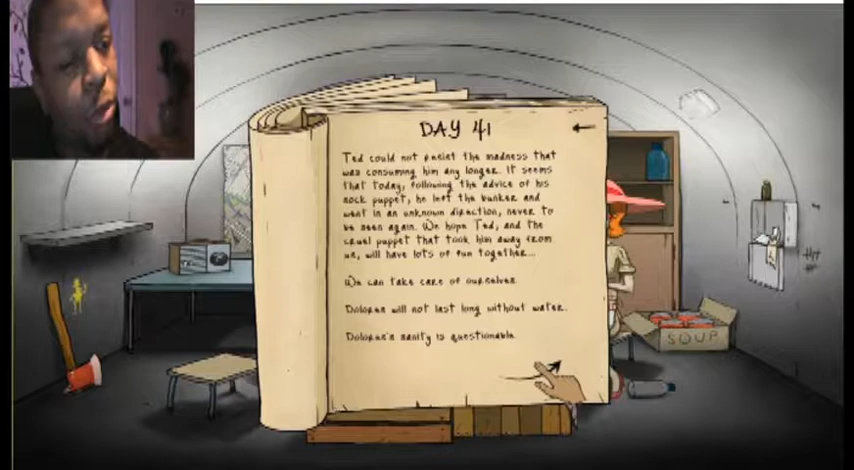 DAY 41
Ted could not resist the madness that
was consuming him any longer. It seems
that today, following the advice of his
sock puppet, he left the bunker and
went in an unknown direction, never to
be seen again. We hope Ted, and the
cruel puppet that took him away from
us, will have lots of fun together...
We can take care of ourselves
Dolores will not last long without water.
Dolores's sanity is questionable
SOUP